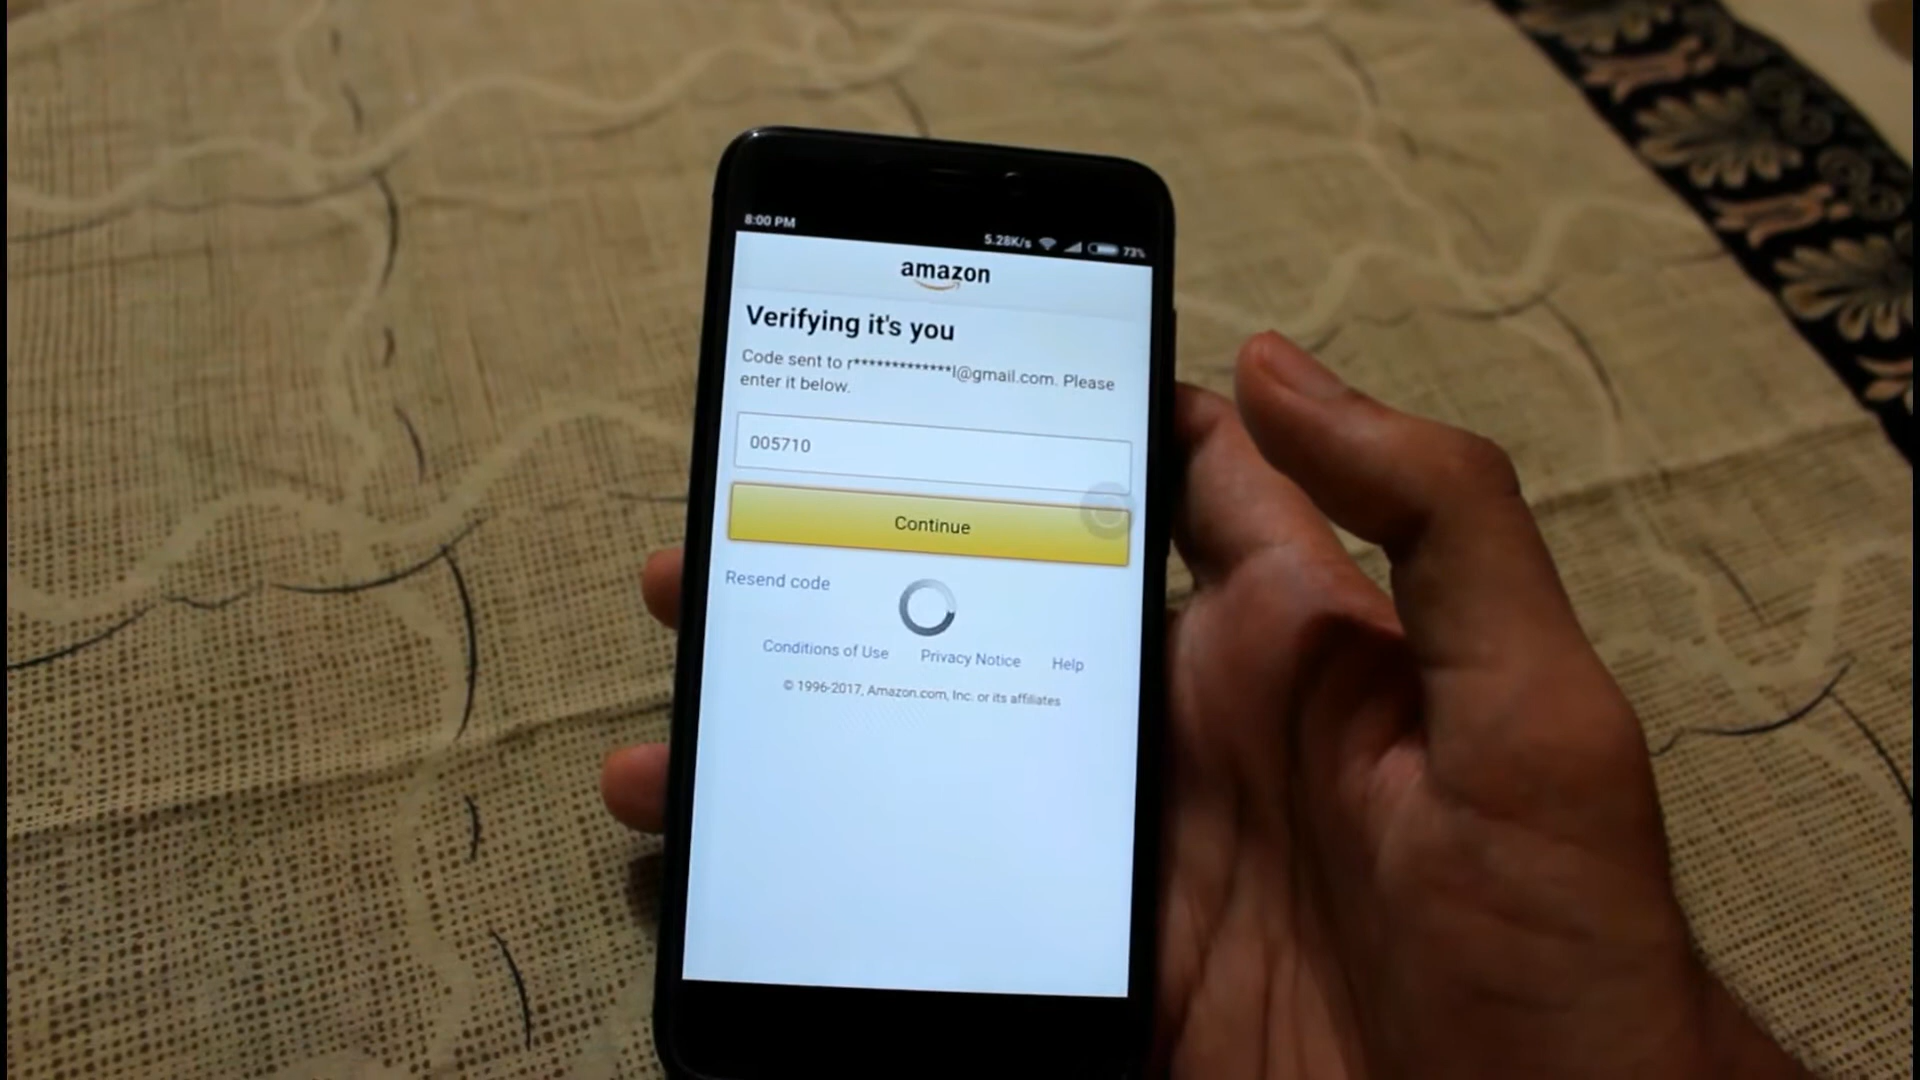 8:00 PM
5.28K/s 73%
amazon
Verifying it's you
Code sent to r*************l@gmail.com. Please
enter it below.
005710
Continue
Resend code
Conditions of Use Privacy Notice Help
© 1996-2017, Amazon.com, Inc. or its affiliates